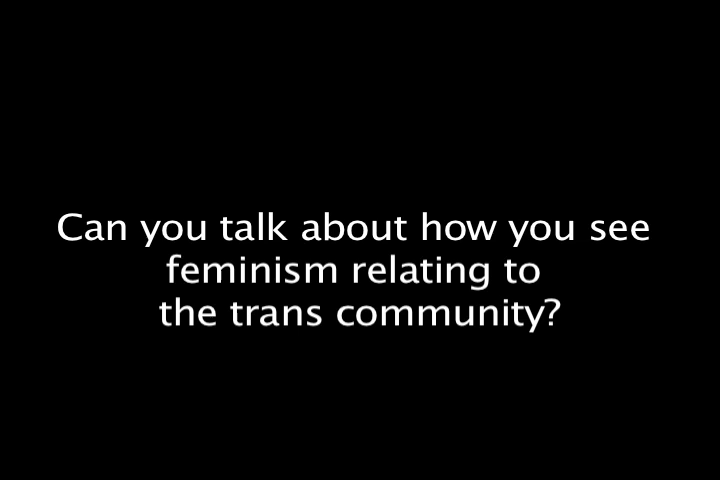 Can you talk about how you see
feminism relating to
the trans community?